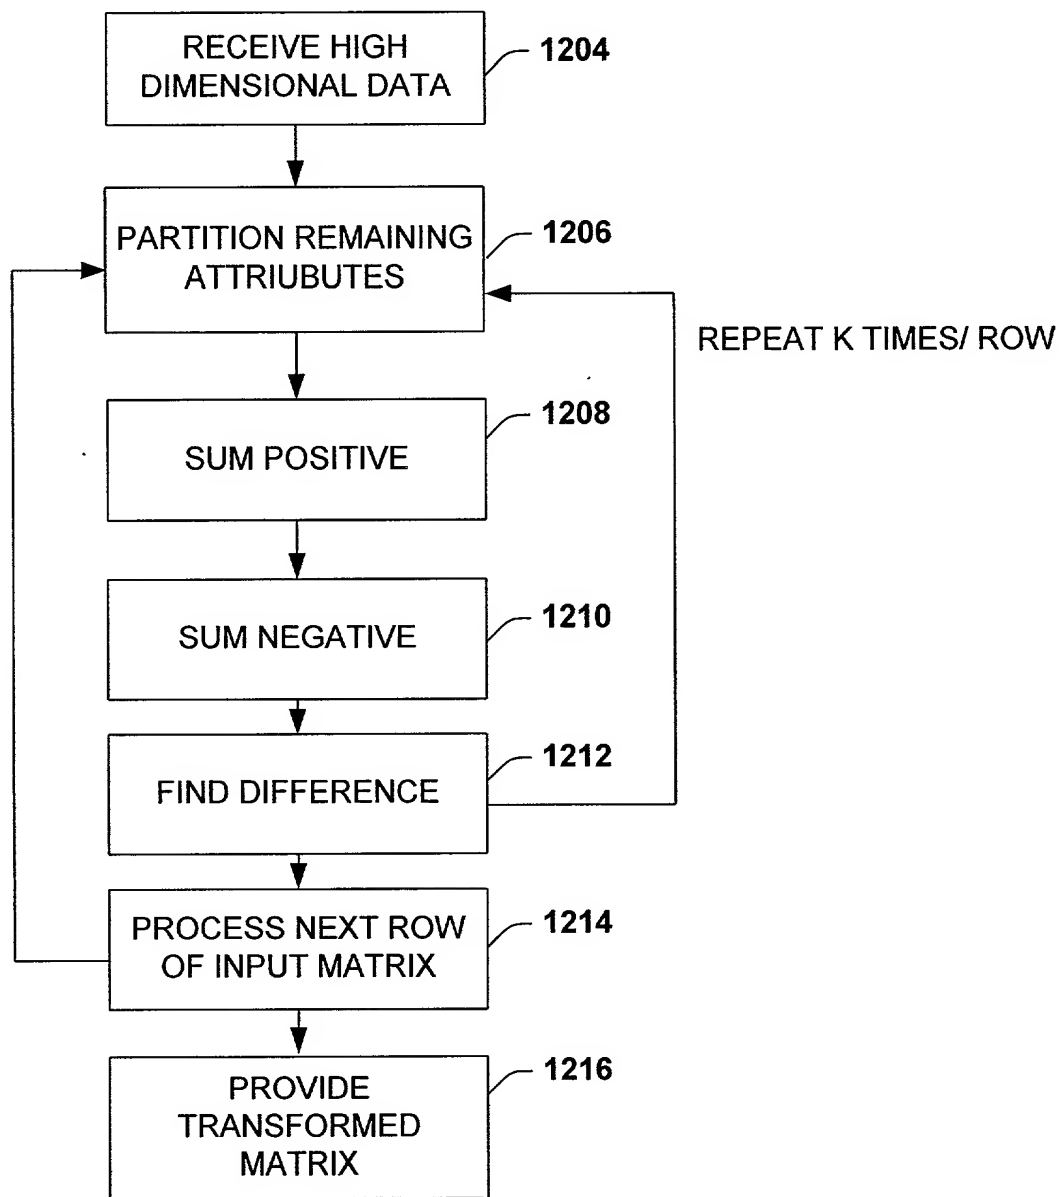 RECEIVE HIGH
DIMENSIONAL DATA
1204
PARTITION REMAINING
ATTRIUBUTES
1206
REPEAT K TIMES/ ROW
SUM POSITIVE
1208
SUM NEGATIVE
1210
FIND DIFFERENCE
1212
PROCESS NEXT ROW
OF INPUT MATRIX
1214
PROVIDE
TRANSFORMED
MATRIX
1216